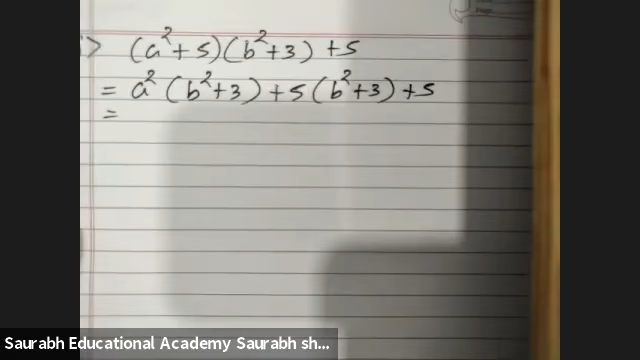 i> (a²+5)(b²+3)+5
= a²(b²+3)+5(b²+3)+5
=
Saurabh Educational Academy Saurabh sh...